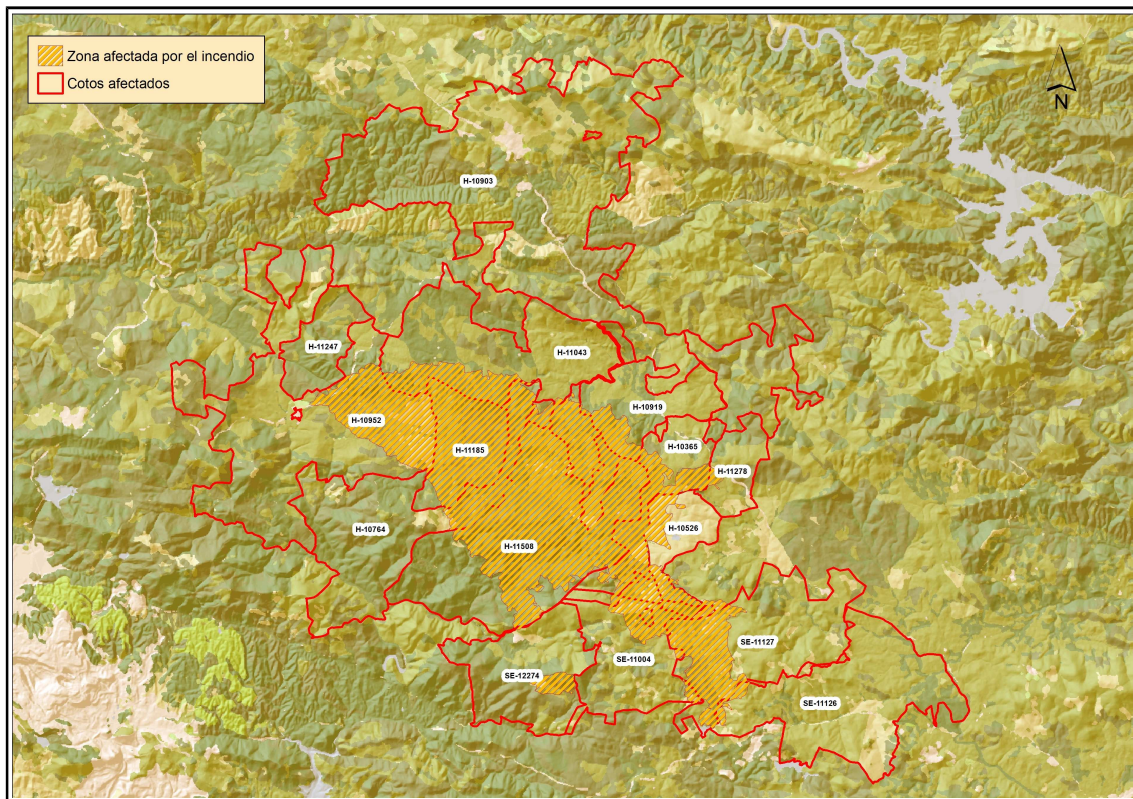 Zona afectada por el incendio
Cotos afectados
N
H-10903
H-11247
H-11043
H-10919
H-10952
H-10365
H-11185
H-11278
H-10764
H-10526
H-11508
SE-11127
SE-11004
SE-12274
SE-11126